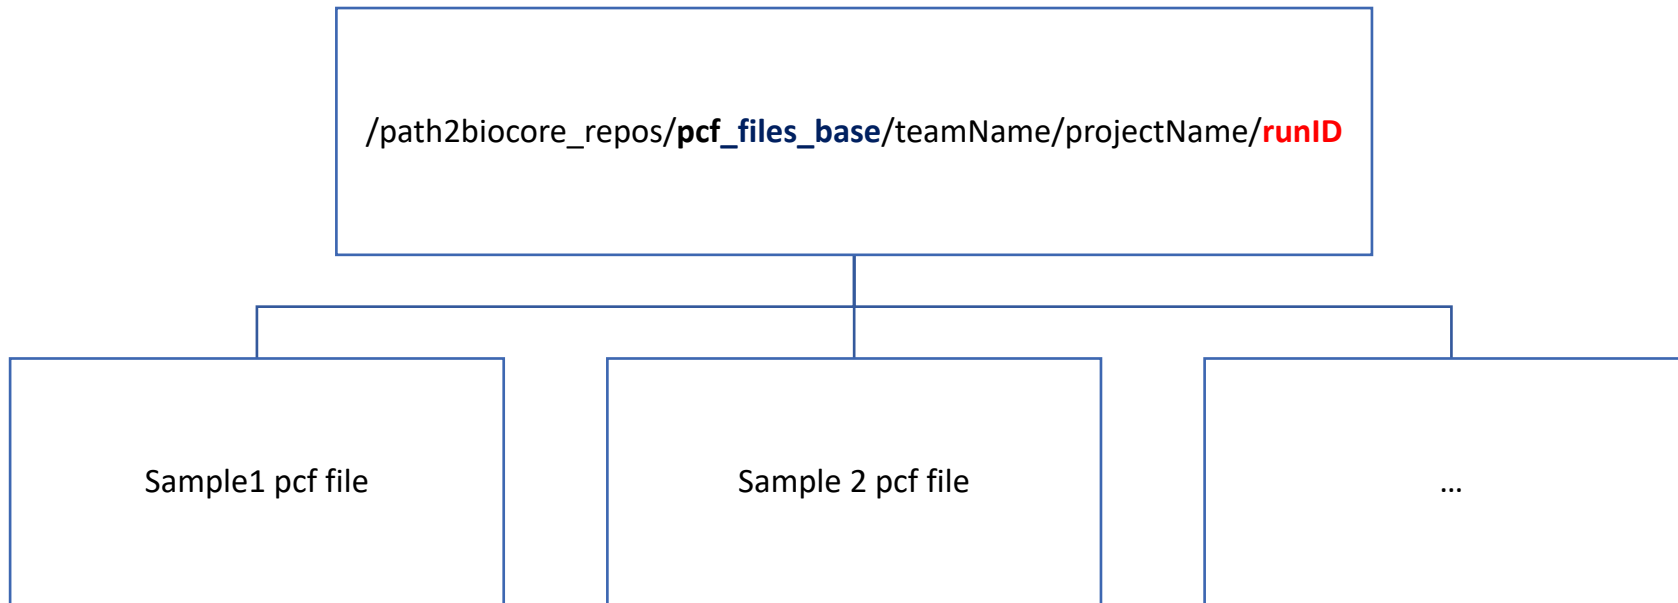 /path2biocore_repos/pcf_files_base/teamName/projectName/runID
Sample1 pcf file
Sample 2 pcf file
...